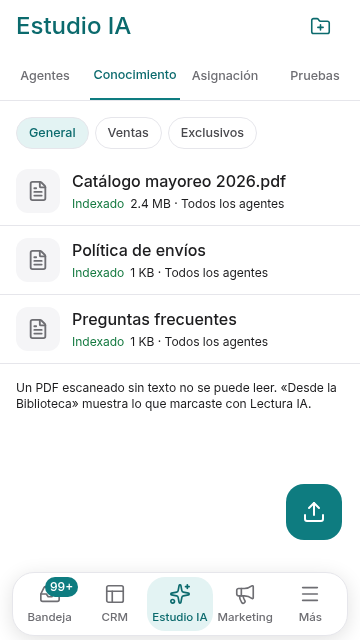 Estudio IA
Agentes
Conocimiento
Asignación
Pruebas
General
Ventas
Exclusivos
Catálogo mayoreo 2026.pdf
Indexado 2.4 MB · Todos los agentes
Política de envíos
Indexado 1 KB · Todos los agentes
Preguntas frecuentes
Indexado 1 KB · Todos los agentes
Un PDF escaneado sin texto no se puede leer. «Desde la
Biblioteca» muestra lo que marcaste con Lectura IA.
99+
Bandeja
CRM
Estudio IA
Marketing
Más